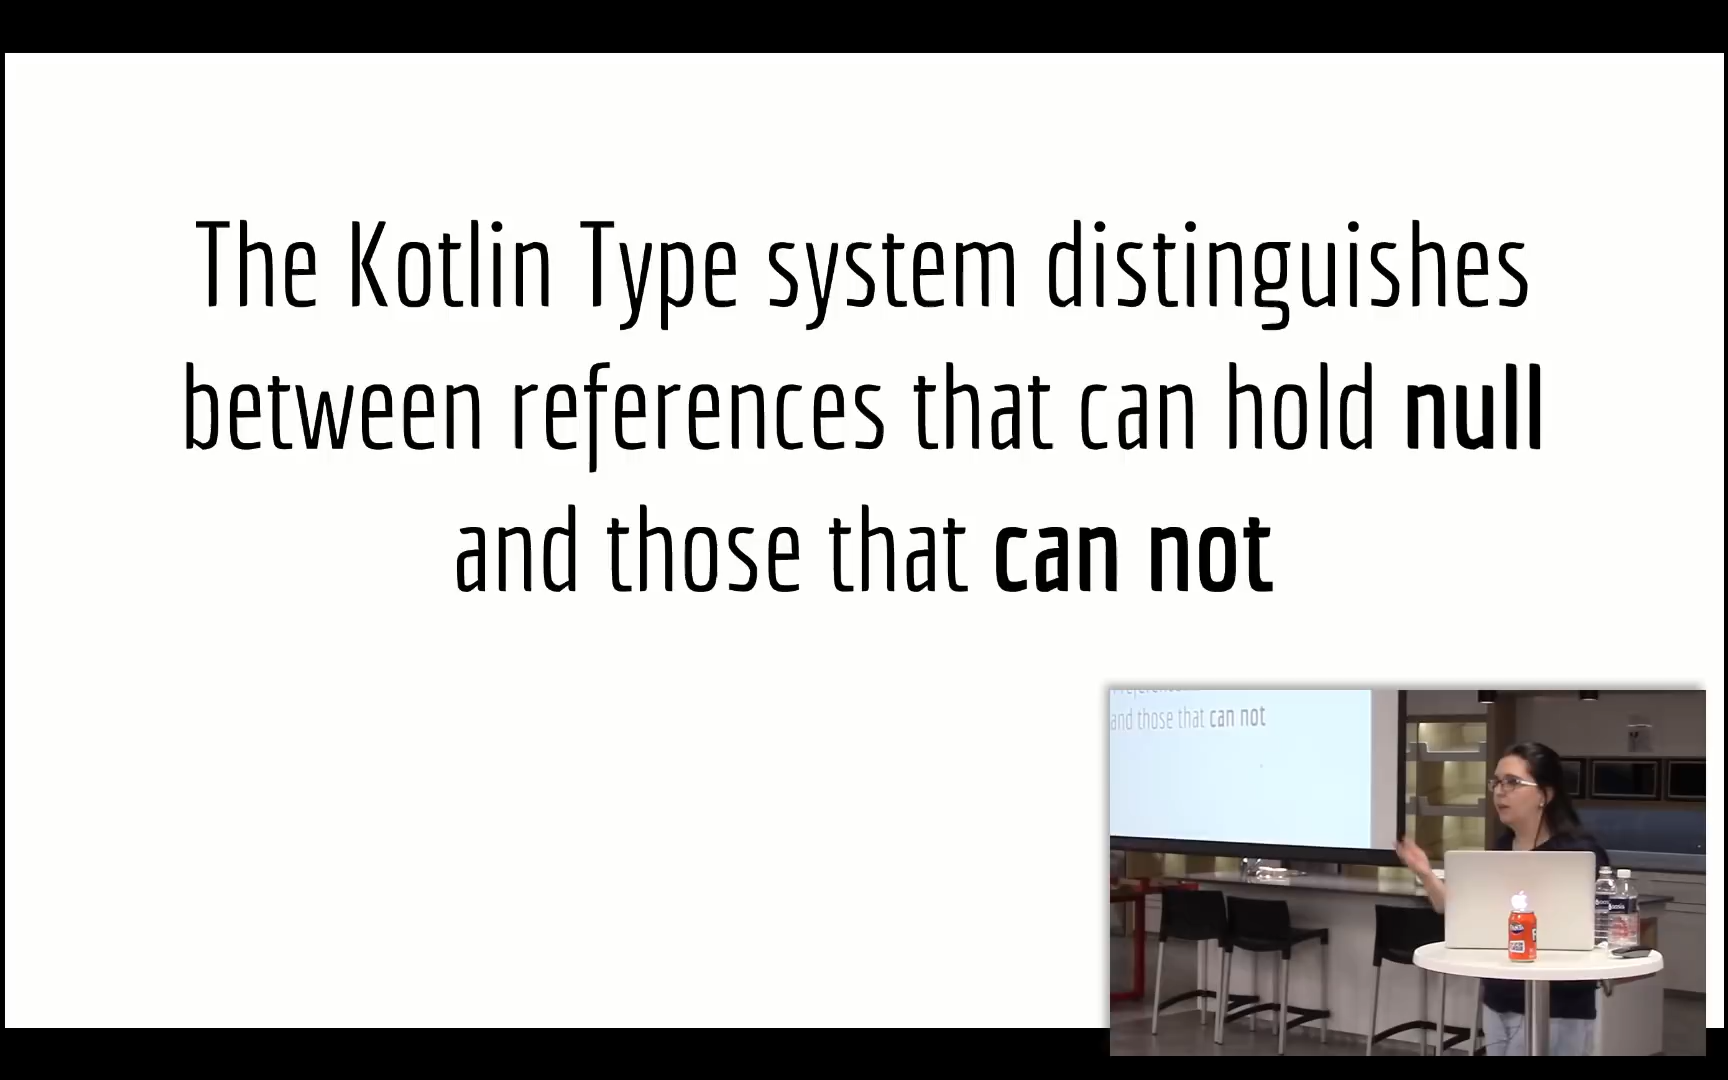 The Kotlin Type system distinguishes
between references that can hold null
and those that can not
and those that can not